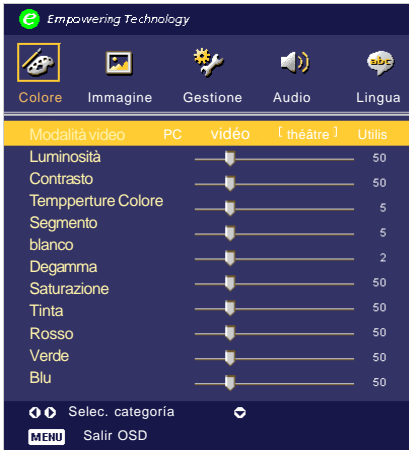 e Empowering Technology
Colore Immagine Gestione Audio Lingua
Modalità video PC vidéo [ théâtre ] Utilis
Luminosità 50
Contrasto 50
Tempperture Colore 5
Segmento 5
blanco 2
Degamma 50
Saturazione 50
Tinta 50
Rosso 50
Verde 50
Blu
Selec. categoría
MENU Salir OSD